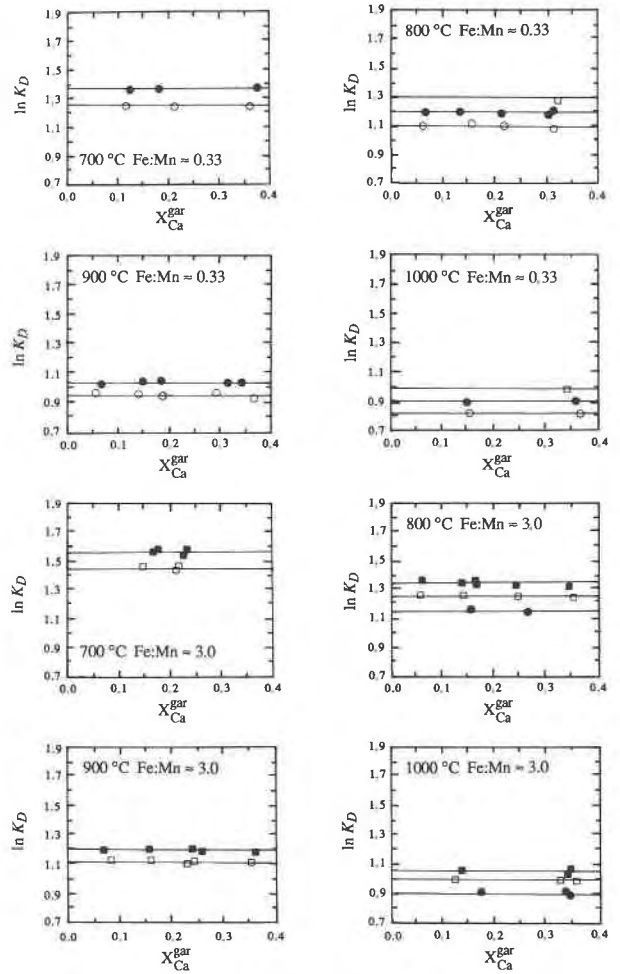 1.9
1.7
1.5
1.3
1.1
0.9
0.7
ln K_D
700 °C Fe:Mn ≈ 0.33
0.0 0.1 0.2 0.3 0.4
X_Ca^gar
1.9
1.7
1.5
1.3
1.1
0.9
0.7
ln K_D
800 °C Fe:Mn ≈ 0.33
0.0 0.1 0.2 0.3 0.4
X_Ca^gar
1.9
1.7
1.5
1.3
1.1
0.9
0.7
ln K_D
900 °C Fe:Mn ≈ 0.33
0.0 0.1 0.2 0.3 0.4
X_Ca^gar
1.9
1.7
1.5
1.3
1.1
0.9
0.7
ln K_D
1000 °C Fe:Mn ≈ 0.33
0.0 0.1 0.2 0.3 0.4
X_Ca^gar
1.9
1.7
1.5
1.3
1.1
0.9
0.7
ln K_D
700 °C Fe:Mn ≈ 3.0
0.0 0.1 0.2 0.3 0.4
X_Ca^gar
1.9
1.7
1.5
1.3
1.1
0.9
0.7
ln K_D
800 °C Fe:Mn ≈ 3.0
0.0 0.1 0.2 0.3 0.4
X_Ca^gar
1.9
1.7
1.5
1.3
1.1
0.9
0.7
ln K_D
900 °C Fe:Mn ≈ 3.0
0.0 0.1 0.2 0.3 0.4
X_Ca^gar
1.9
1.7
1.5
1.3
1.1
0.9
0.7
ln K_D
1000 °C Fe:Mn ≈ 3.0
0.0 0.1 0.2 0.3 0.4
X_Ca^gar